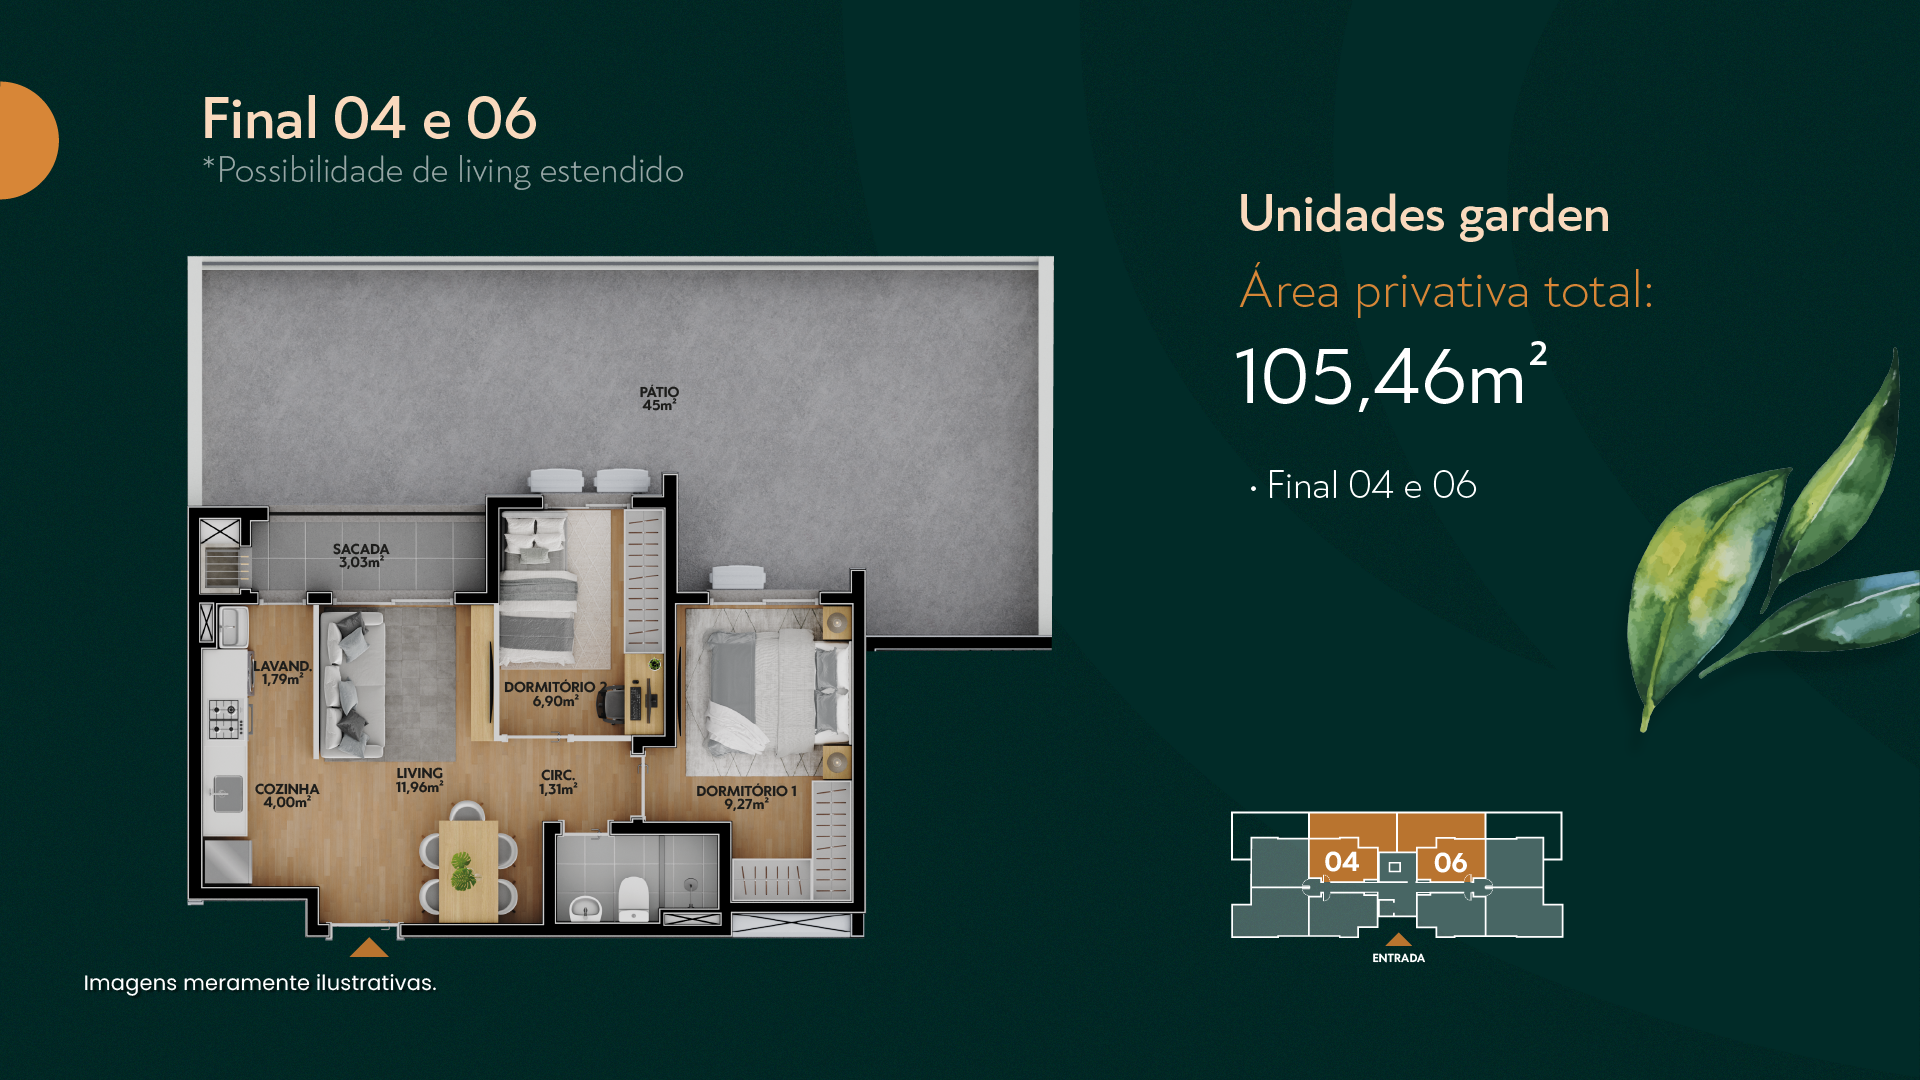 Final 04 e 06
*Possibilidade de living estendido
Unidades garden
Área privativa total:
105,46m²
• Final 04 e 06
PÁTIO
45m²
SACADA
3,03m²
LAVAND.
1,79m²
DORMITÓRIO 2
6,90m²
LIVING
11,96m²
CIRC.
1,31m²
COZINHA
4,00m²
DORMITÓRIO 1
9,27m²
04
06
ENTRADA
Imagens meramente ilustrativas.